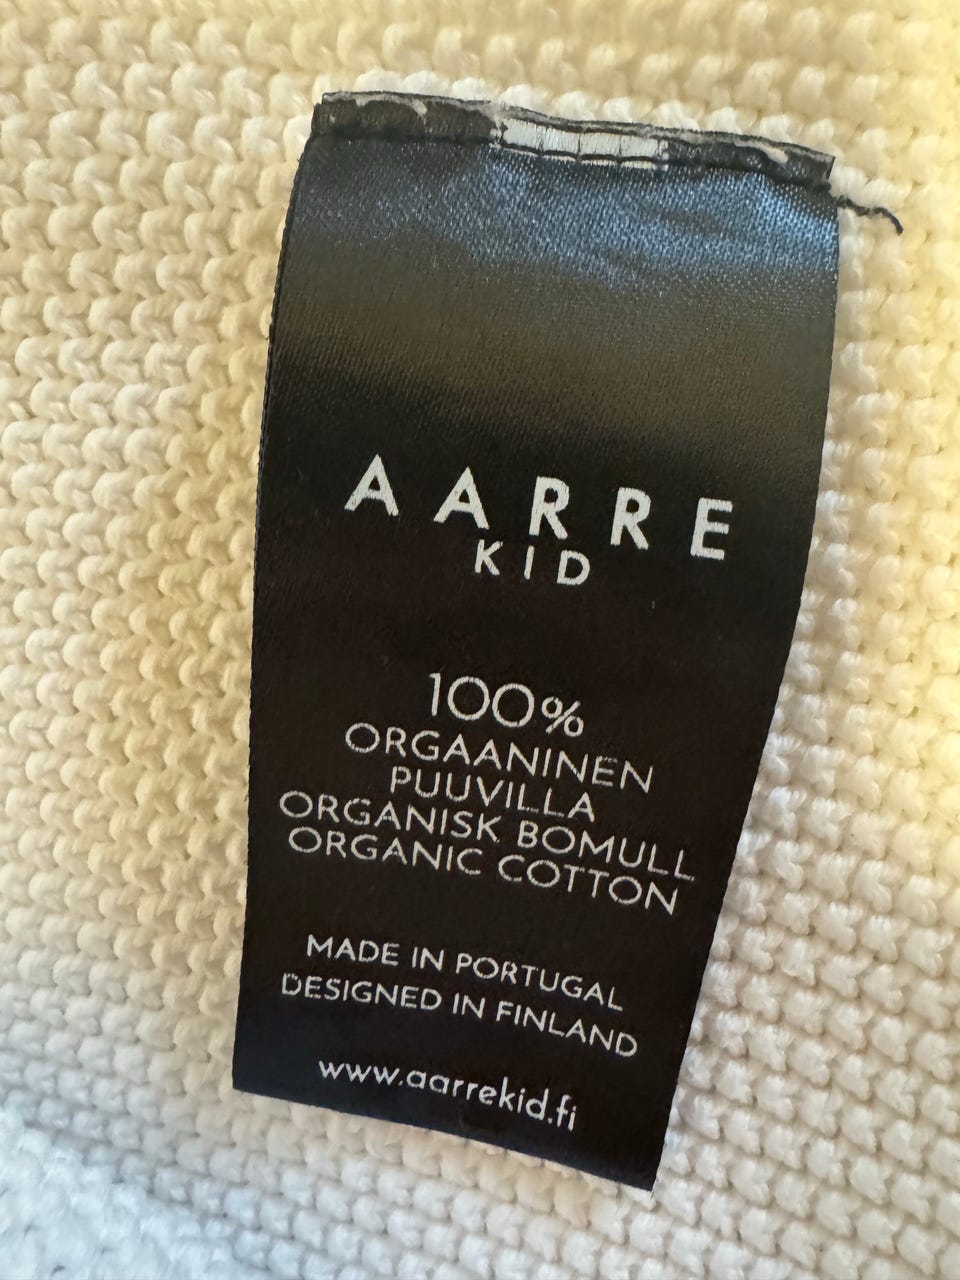 AARRE
KID
100%
ORGAANINEN
PUUVILLA
ORGANISK BOMULL
ORGANIC COTTON
MADE IN PORTUGAL
DESIGNED IN FINLAND
www.aarrekid.fi